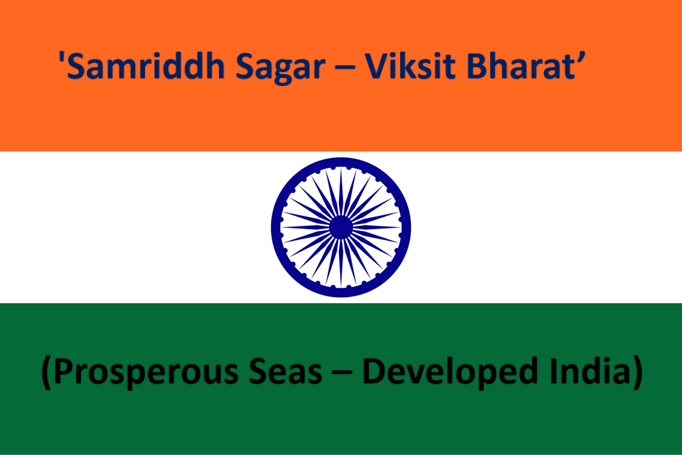 'Samriddh Sagar – Viksit Bharat’
(Prosperous Seas – Developed India)